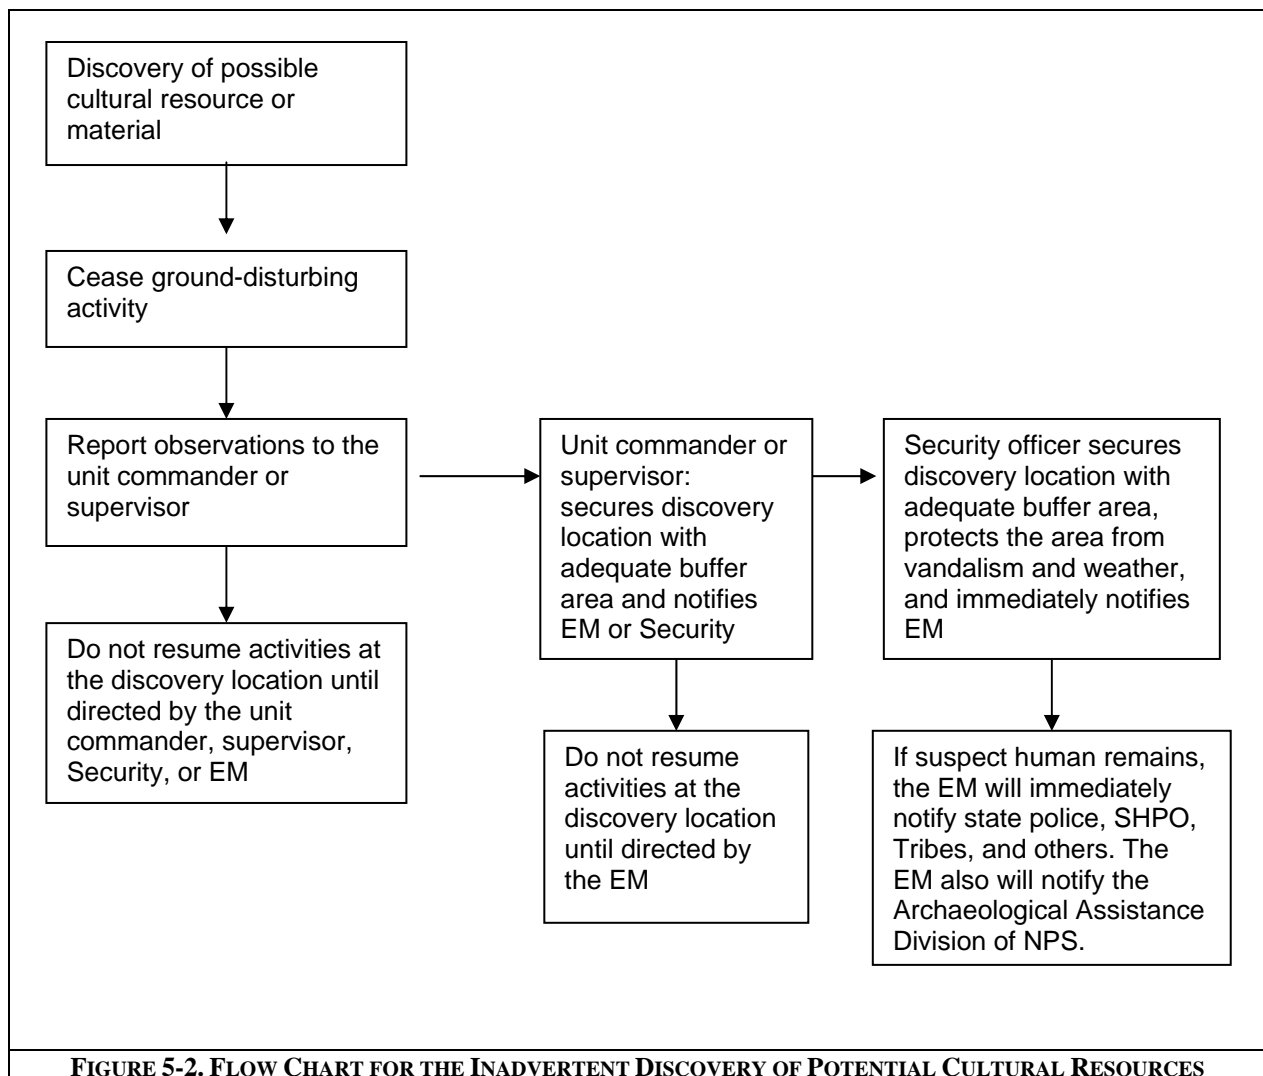 Discovery of possible
cultural resource or
material
Cease ground-disturbing
activity
Report observations to the
unit commander or
supervisor
Do not resume activities at
the discovery location until
directed by the unit
commander, supervisor,
Security, or EM
Unit commander or
supervisor:
secures discovery
location with
adequate buffer
area and notifies
EM or Security
Do not resume
activities at the
discovery location
until directed by
the EM
Security officer secures
discovery location with
adequate buffer area,
protects the area from
vandalism and weather,
and immediately notifies
EM
If suspect human remains,
the EM will immediately
notify state police, SHPO,
Tribes, and others. The
EM also will notify the
Archaeological Assistance
Division of NPS.
FIGURE 5-2. FLOW CHART FOR THE INADVERTENT DISCOVERY OF POTENTIAL CULTURAL RESOURCES